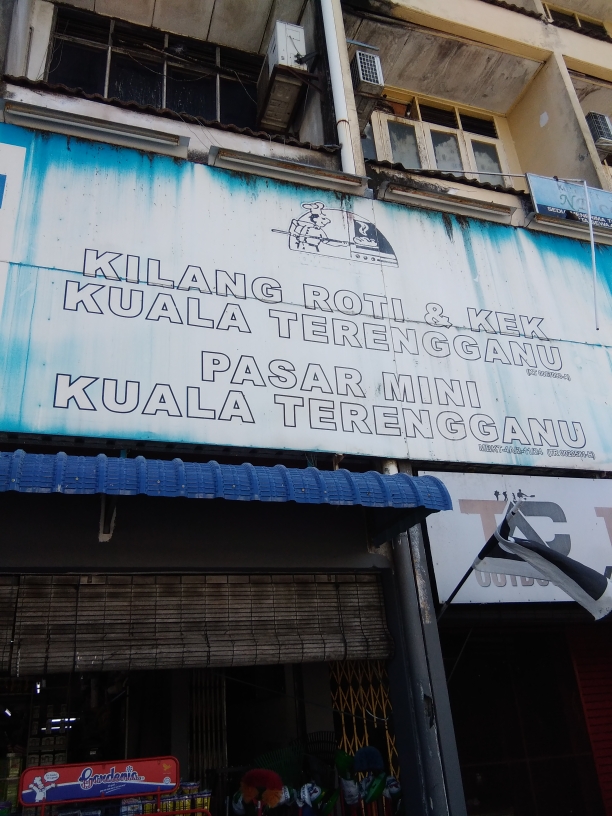 KILANG ROTI & KEK
KUALA TERENGGANU
PASAR MINI
KUALA TERENGGANU
Gardenia